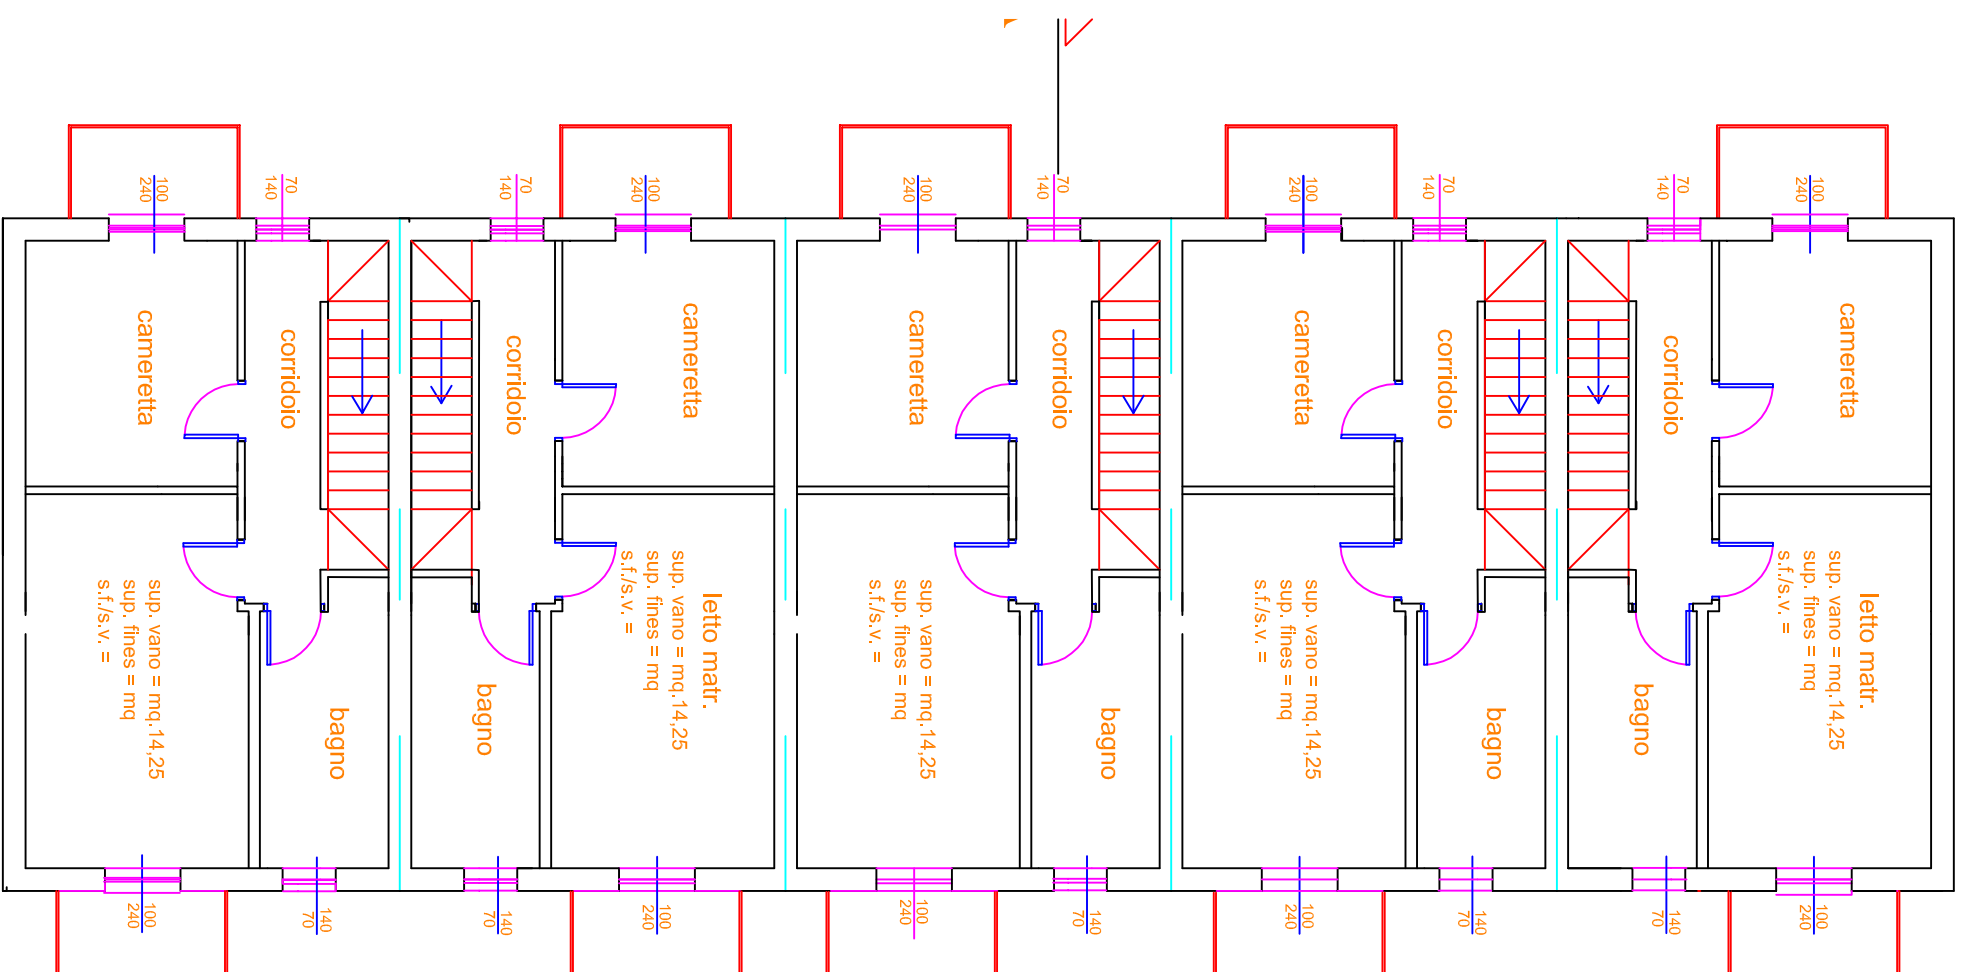 100
240
70
140
70
140
100
240
100
240
70
140
100
240
70
140
70
140
100
240
cameretta
corridoio
corridoio
cameretta
cameretta
corridoio
cameretta
corridoio
corridoio
cameretta
sup. vano = mq.14,25
sup. fines = mq
s.f./s.v. =
bagno
bagno
letto matr.
sup. vano = mq.14,25
sup. fines = mq
s.f./s.v. =
sup. vano = mq.14,25
sup. fines = mq
s.f./s.v. =
bagno
sup. vano = mq.14,25
sup. fines = mq
s.f./s.v. =
bagno
bagno
letto matr.
sup. vano = mq.14,25
sup. fines = mq
s.f./s.v. =
100
240
140
70
140
70
100
240
100
240
140
70
100
240
140
70
140
70
100
240